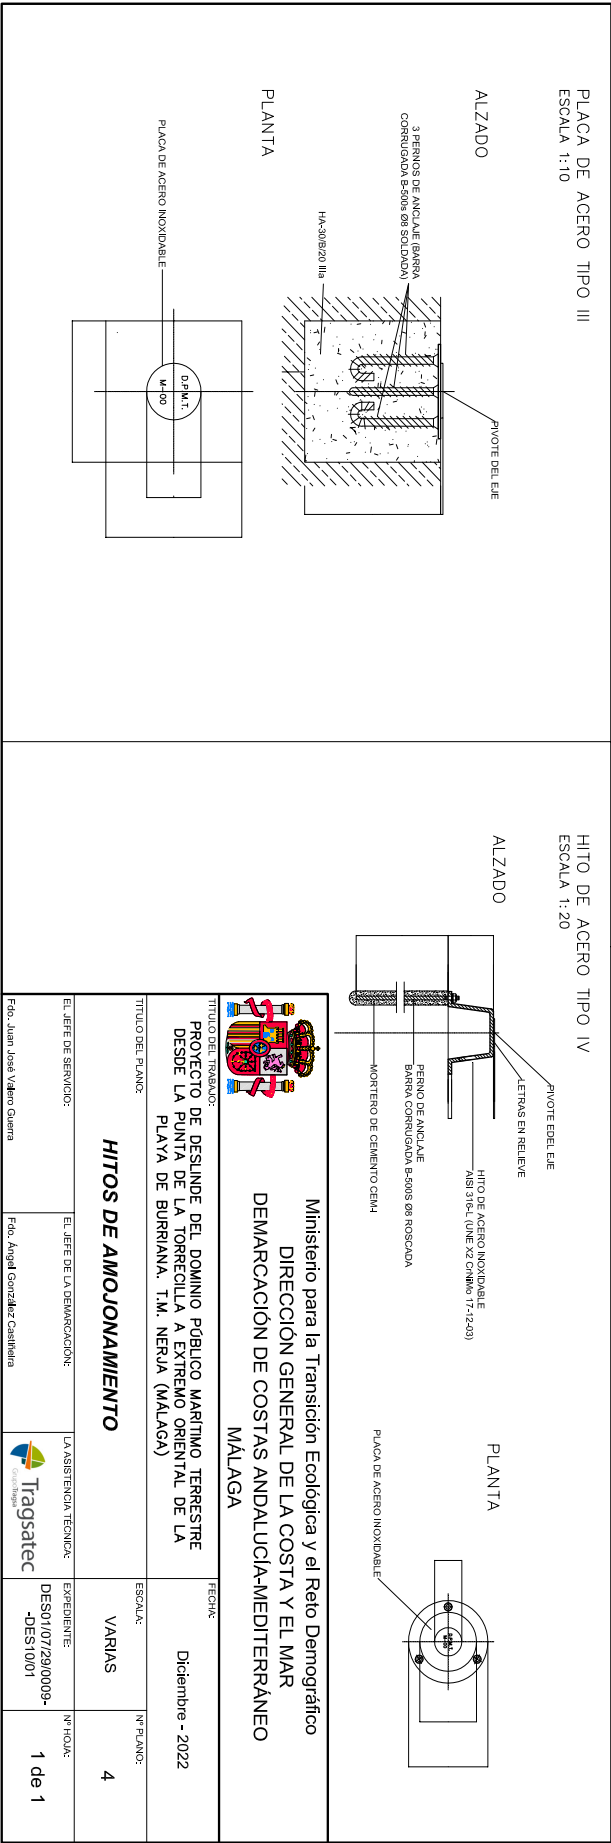 PLACA DE ACERO TIPO III
ESCALA 1:10
ALZADO
3 PERNOS DE ANCLAJE (BARRA
CORRUGADA B-500s Ø8 SOLDADA)
HA-30/B/20 IIIa
PIVOTE DEL EJE
PLANTA
PLACA DE ACERO INOXIDABLE
D.P.M.T.
M-00
HITO DE ACERO TIPO IV
ESCALA 1:20
ALZADO
PIVOTE EDEL EJE
LETRAS EN RELIEVE
HITO DE ACERO INOXIDABLE
AISI 316-L (UNE X2 CrNiMo 17-12-03)
PERNO DE ANCLAJE
BARRA CORRUGADA B-500S Ø8 ROSCADA
MORTERO DE CEMENTO CEM-I
PLANTA
PLACA DE ACERO INOXIDABLE
D.P.M.T.
M-00
Ministerio para la Transición Ecológica y el Reto Demográfico
DIRECCIÓN GENERAL DE LA COSTA Y EL MAR
DEMARCACIÓN DE COSTAS ANDALUCÍA-MEDITERRÁNEO
MÁLAGA
TITULO DEL TRABAJO:
PROYECTO DE DESLINDE DEL DOMINIO PÚBLICO MARÍTIMO TERRESTRE
DESDE LA PUNTA DE LA TORRECILLA A EXTREMO ORIENTAL DE LA
PLAYA DE BURRIANA. T.M. NERJA (MÁLAGA)
FECHA:
Diciembre - 2022
TITULO DEL PLANO:
HITOS DE AMOJONAMIENTO
ESCALA:
VARIAS
Nº PLANO:
4
EL JEFE DE SERVICIO:
Fdo. Juan José Valero Guerra
EL JEFE DE LA DEMARCACIÓN:
Fdo. Ángel González Castiñeira
LA ASISTENCIA TÉCNICA:
Tragsatec
Grupo Tragsa
EXPEDIENTE:
DES01/07/29/0009-
-DES10/01
Nº HOJA:
1 de 1